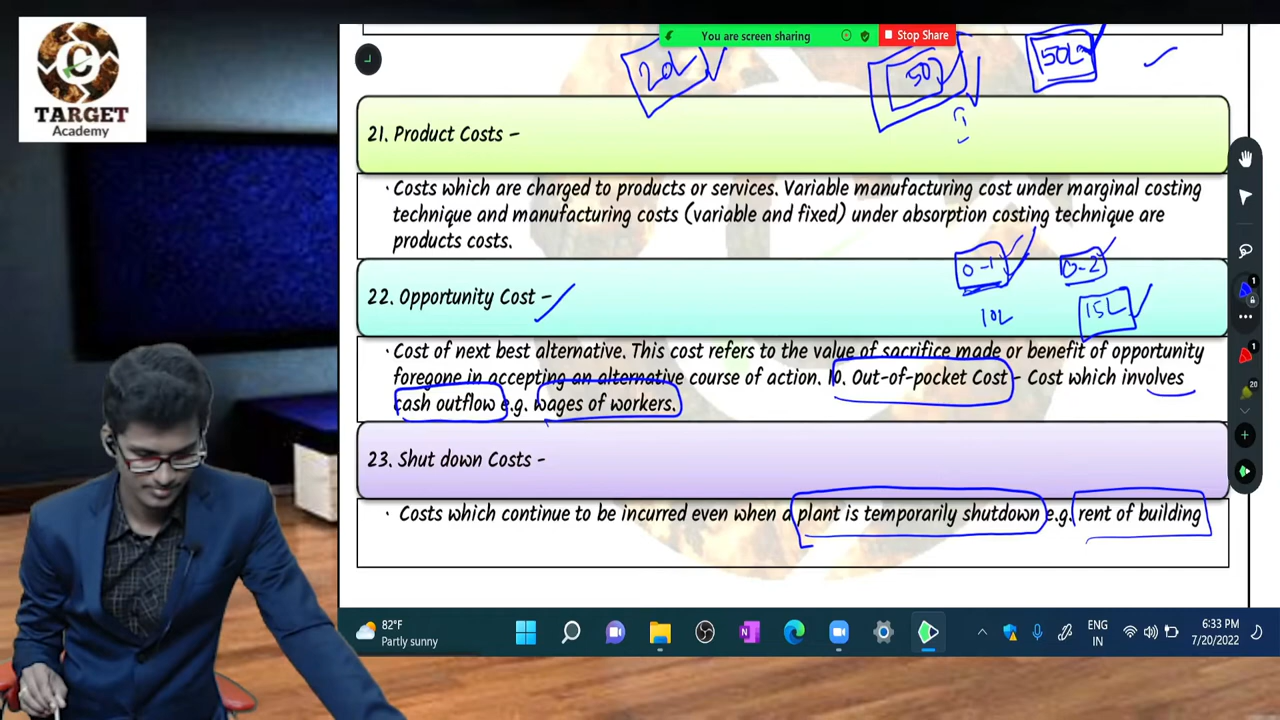 You are screen sharing
Stop Share
20L
50L
TARGET
Academy
21. Product Costs -
· Costs which are charged to products or services. Variable manufacturing cost under marginal costing
technique and manufacturing costs (variable and fixed) under absorption costing technique are
products costs.
0-1
0-2
22. Opportunity Cost -
10L
15L
· Cost of next best alternative. This cost refers to the value of sacrifice made or benefit of opportunity
foregone in accepting an alternative course of action. 10. Out-of-pocket Cost - Cost which involves
cash outflow e.g. wages of workers.
23. Shut down Costs -
· Costs which continue to be incurred even when a plant is temporarily shutdown e.g. rent of building
1
1
20
82°F
Partly sunny
ENG
IN
6:33 PM
7/20/2022